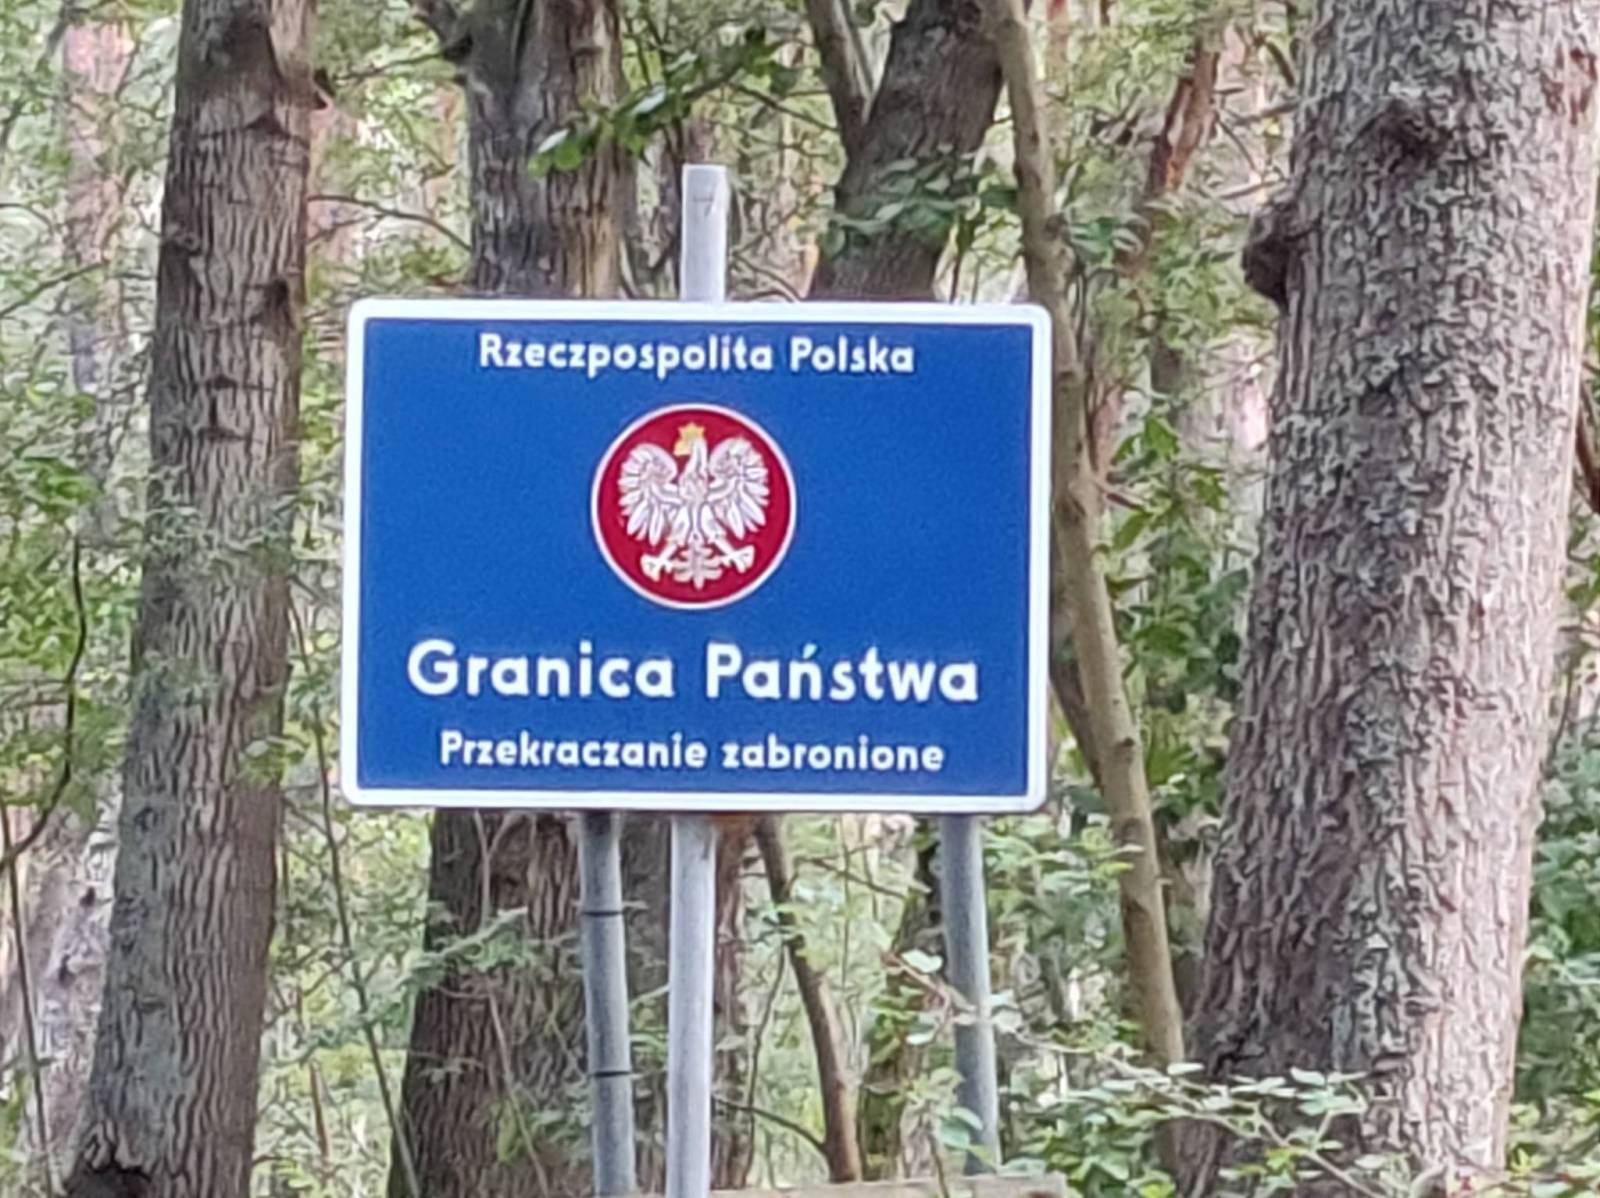 Rzeczpospolita Polska
Granica Państwa
Przekraczanie zabronione